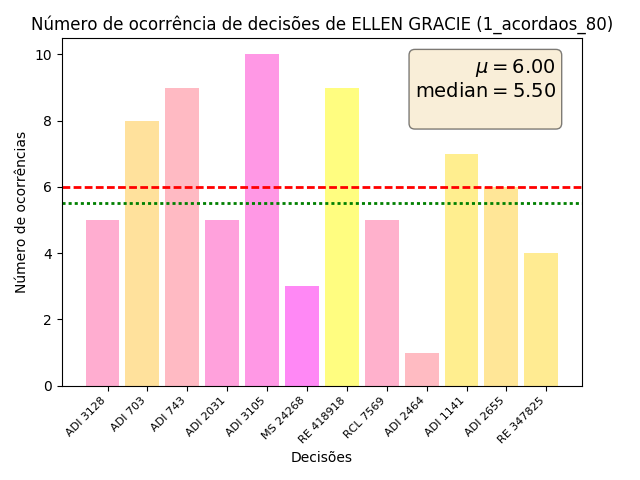 Número de ocorrência de decisões de ELLEN GRACIE (1_acordaos_80)
μ = 6.00
median = 5.50
Número de ocorrências
10
8
6
4
2
0
ADI 3128
ADI 703
ADI 743
ADI 2031
ADI 3105
MS 24268
RE 418918
RCL 7569
ADI 2464
ADI 1141
ADI 2655
RE 347825
Decisões